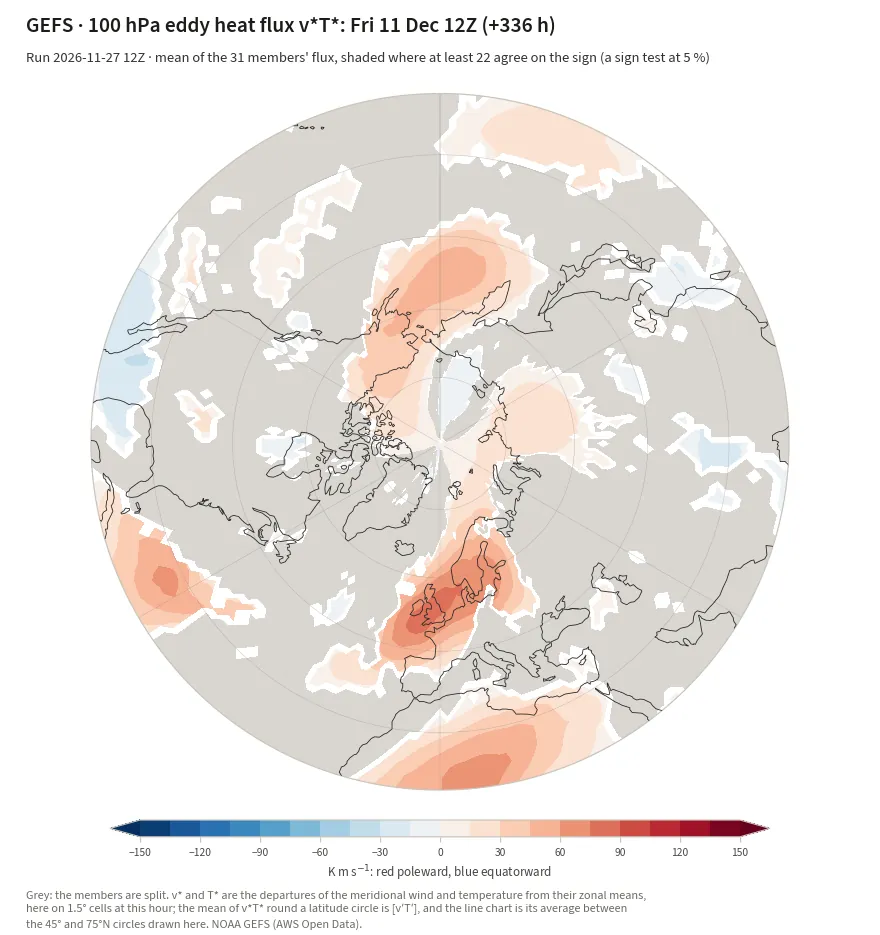 GEFS · 100 hPa eddy heat flux v*T*: Fri 11 Dec 12Z (+336 h)
Run 2026-11-27 12Z · mean of the 31 members' flux, shaded where at least 22 agree on the sign (a sign test at 5 %)
−150 −120 −90 −60 −30 0 30 60 90 120 150
K m s⁻¹: red poleward, blue equatorward
Grey: the members are split. v* and T* are the departures of the meridional wind and temperature from their zonal means,
here on 1.5° cells at this hour; the mean of v*T* round a latitude circle is [v'T'], and the line chart is its average between
the 45° and 75°N circles drawn here. NOAA GEFS (AWS Open Data).